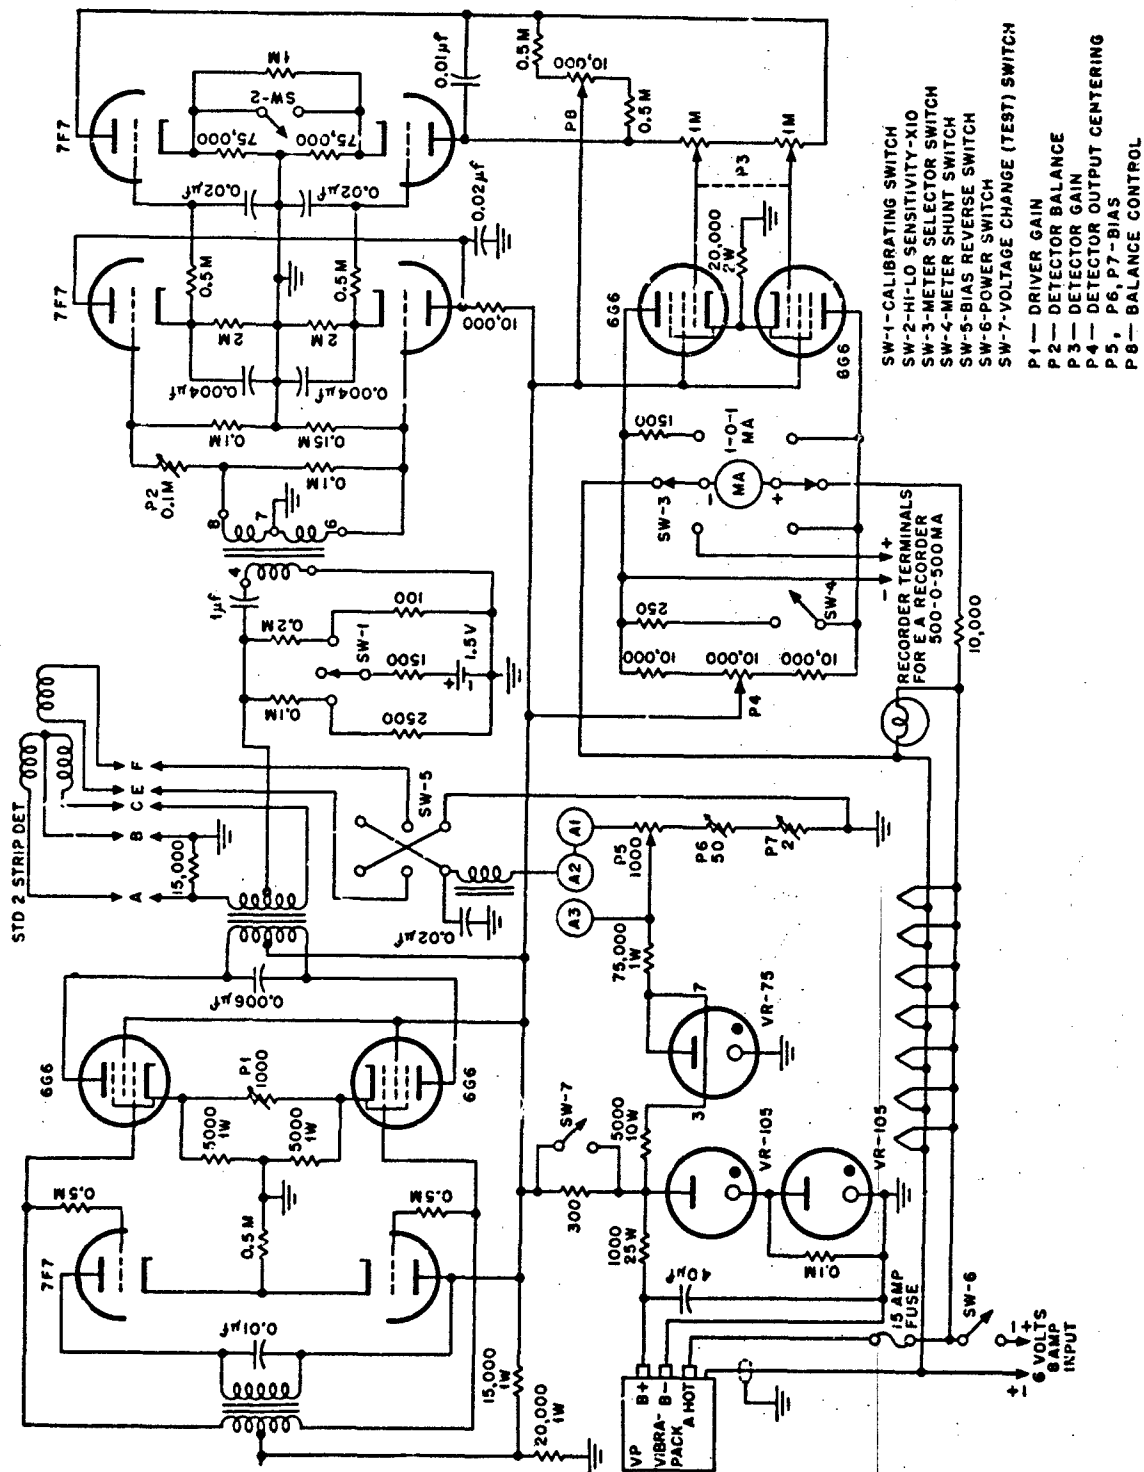 7F7
0.01µf
0.5M
0.5M
0.5M
15,000
1W
20,000
1W
6G6
6G6
5000
1W
5000
1W
P1
1000
0.006µf
STD 2 STRIP DET
A
B
C
E
F
15,000
0.02µf
SW-5
1µf
0.1M
0.2M
SW-1
2500
1500
1.5V
+
-
100
4
8
7
6
P2
0.1M
0.1M
0.1M
0.15M
0.004µf
0.004µf
2M
2M
0.5M
0.5M
7F7
10,000
0.02µf
0.02µf
0.02µf
75,000
75,000
SW-2
1M
7F7
0.01µf
0.5M
10,000
0.5M
P8
1M
1M
P3
20,000
2W
6G6
6G6
1500
1-0-1
MA
MA
-
+
SW-3
SW-4
250
10,000
10,000
10,000
P4
- +
RECORDER TERMINALS
FOR E A RECORDER
500-0-500MA
10,000
A1
A2
A3
P5
1000
P6
50
P7
2
75,000
1W
3
7
VR-75
SW-7
300
5000
10W
1000
25W
VR-105
VR-105
0.1M
40µf
VP
VIBRA-
PACK
B+
B-
A HOT
15 AMP
FUSE
SW-6
+-
-+
6 VOLTS
8 AMP
INPUT
SW-1-CALIBRATING SWITCH
SW-2-HI-LO SENSITIVITY-X10
SW-3-METER SELECTOR SWITCH
SW-4-METER SHUNT SWITCH
SW-5-BIAS REVERSE SWITCH
SW-6-POWER SWITCH
SW-7-VOLTAGE CHANGE (TEST) SWITCH
P1— DRIVER GAIN
P2— DETECTOR BALANCE
P3— DETECTOR GAIN
P4— DETECTOR OUTPUT CENTERING
P5, P6, P7-BIAS
P8— BALANCE CONTROL